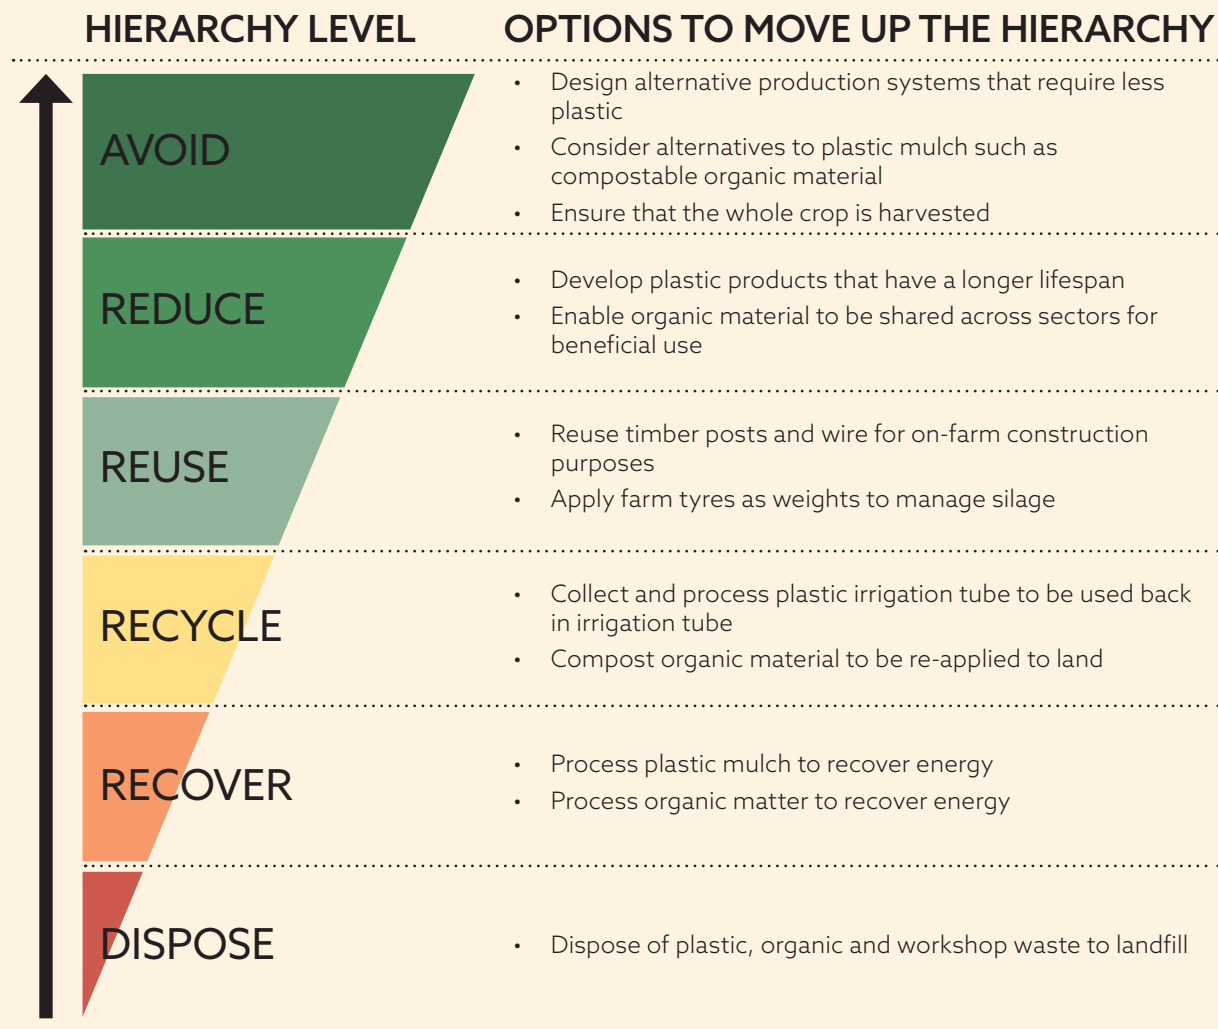 HIERARCHY LEVEL
OPTIONS TO MOVE UP THE HIERARCHY
AVOID
• Design alternative production systems that require less
plastic
• Consider alternatives to plastic mulch such as
compostable organic material
• Ensure that the whole crop is harvested
REDUCE
• Develop plastic products that have a longer lifespan
• Enable organic material to be shared across sectors for
beneficial use
REUSE
• Reuse timber posts and wire for on-farm construction
purposes
• Apply farm tyres as weights to manage silage
RECYCLE
• Collect and process plastic irrigation tube to be used back
in irrigation tube
• Compost organic material to be re-applied to land
RECOVER
• Process plastic mulch to recover energy
• Process organic matter to recover energy
DISPOSE
• Dispose of plastic, organic and workshop waste to landfill